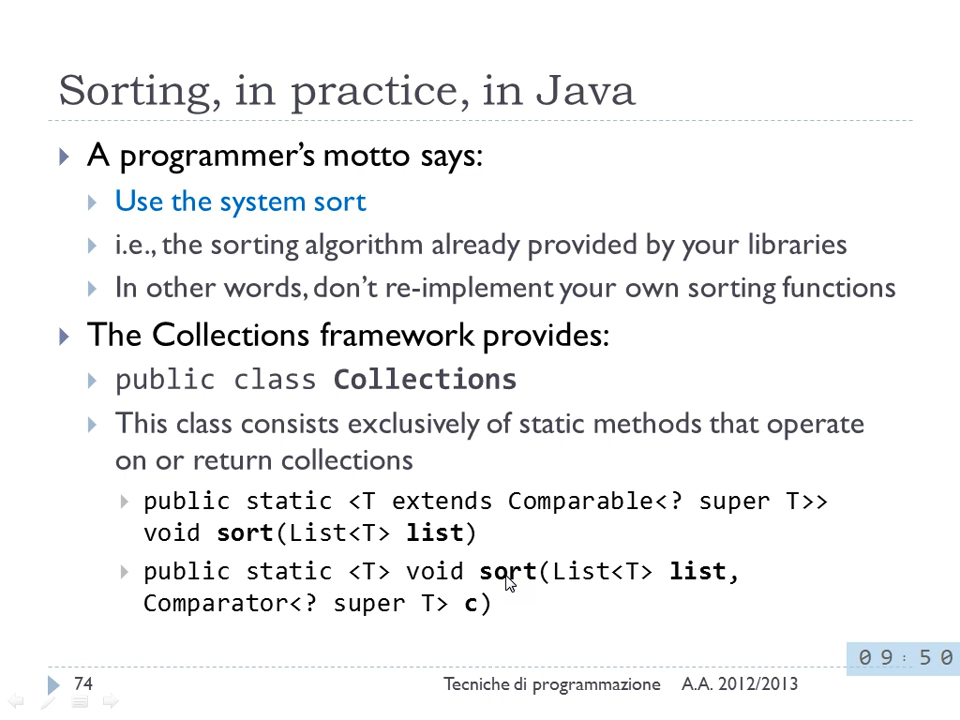 Sorting, in practice, in Java
A programmer's motto says:
Use the system sort
i.e., the sorting algorithm already provided by your libraries
In other words, don't re-implement your own sorting functions
The Collections framework provides:
public class Collections
This class consists exclusively of static methods that operate
on or return collections
public static <T extends Comparable<? super T>>
void sort(List<T> list)
public static <T> void sort(List<T> list,
Comparator<? super T> c)
09:50
74 Tecniche di programmazione A.A. 2012/2013